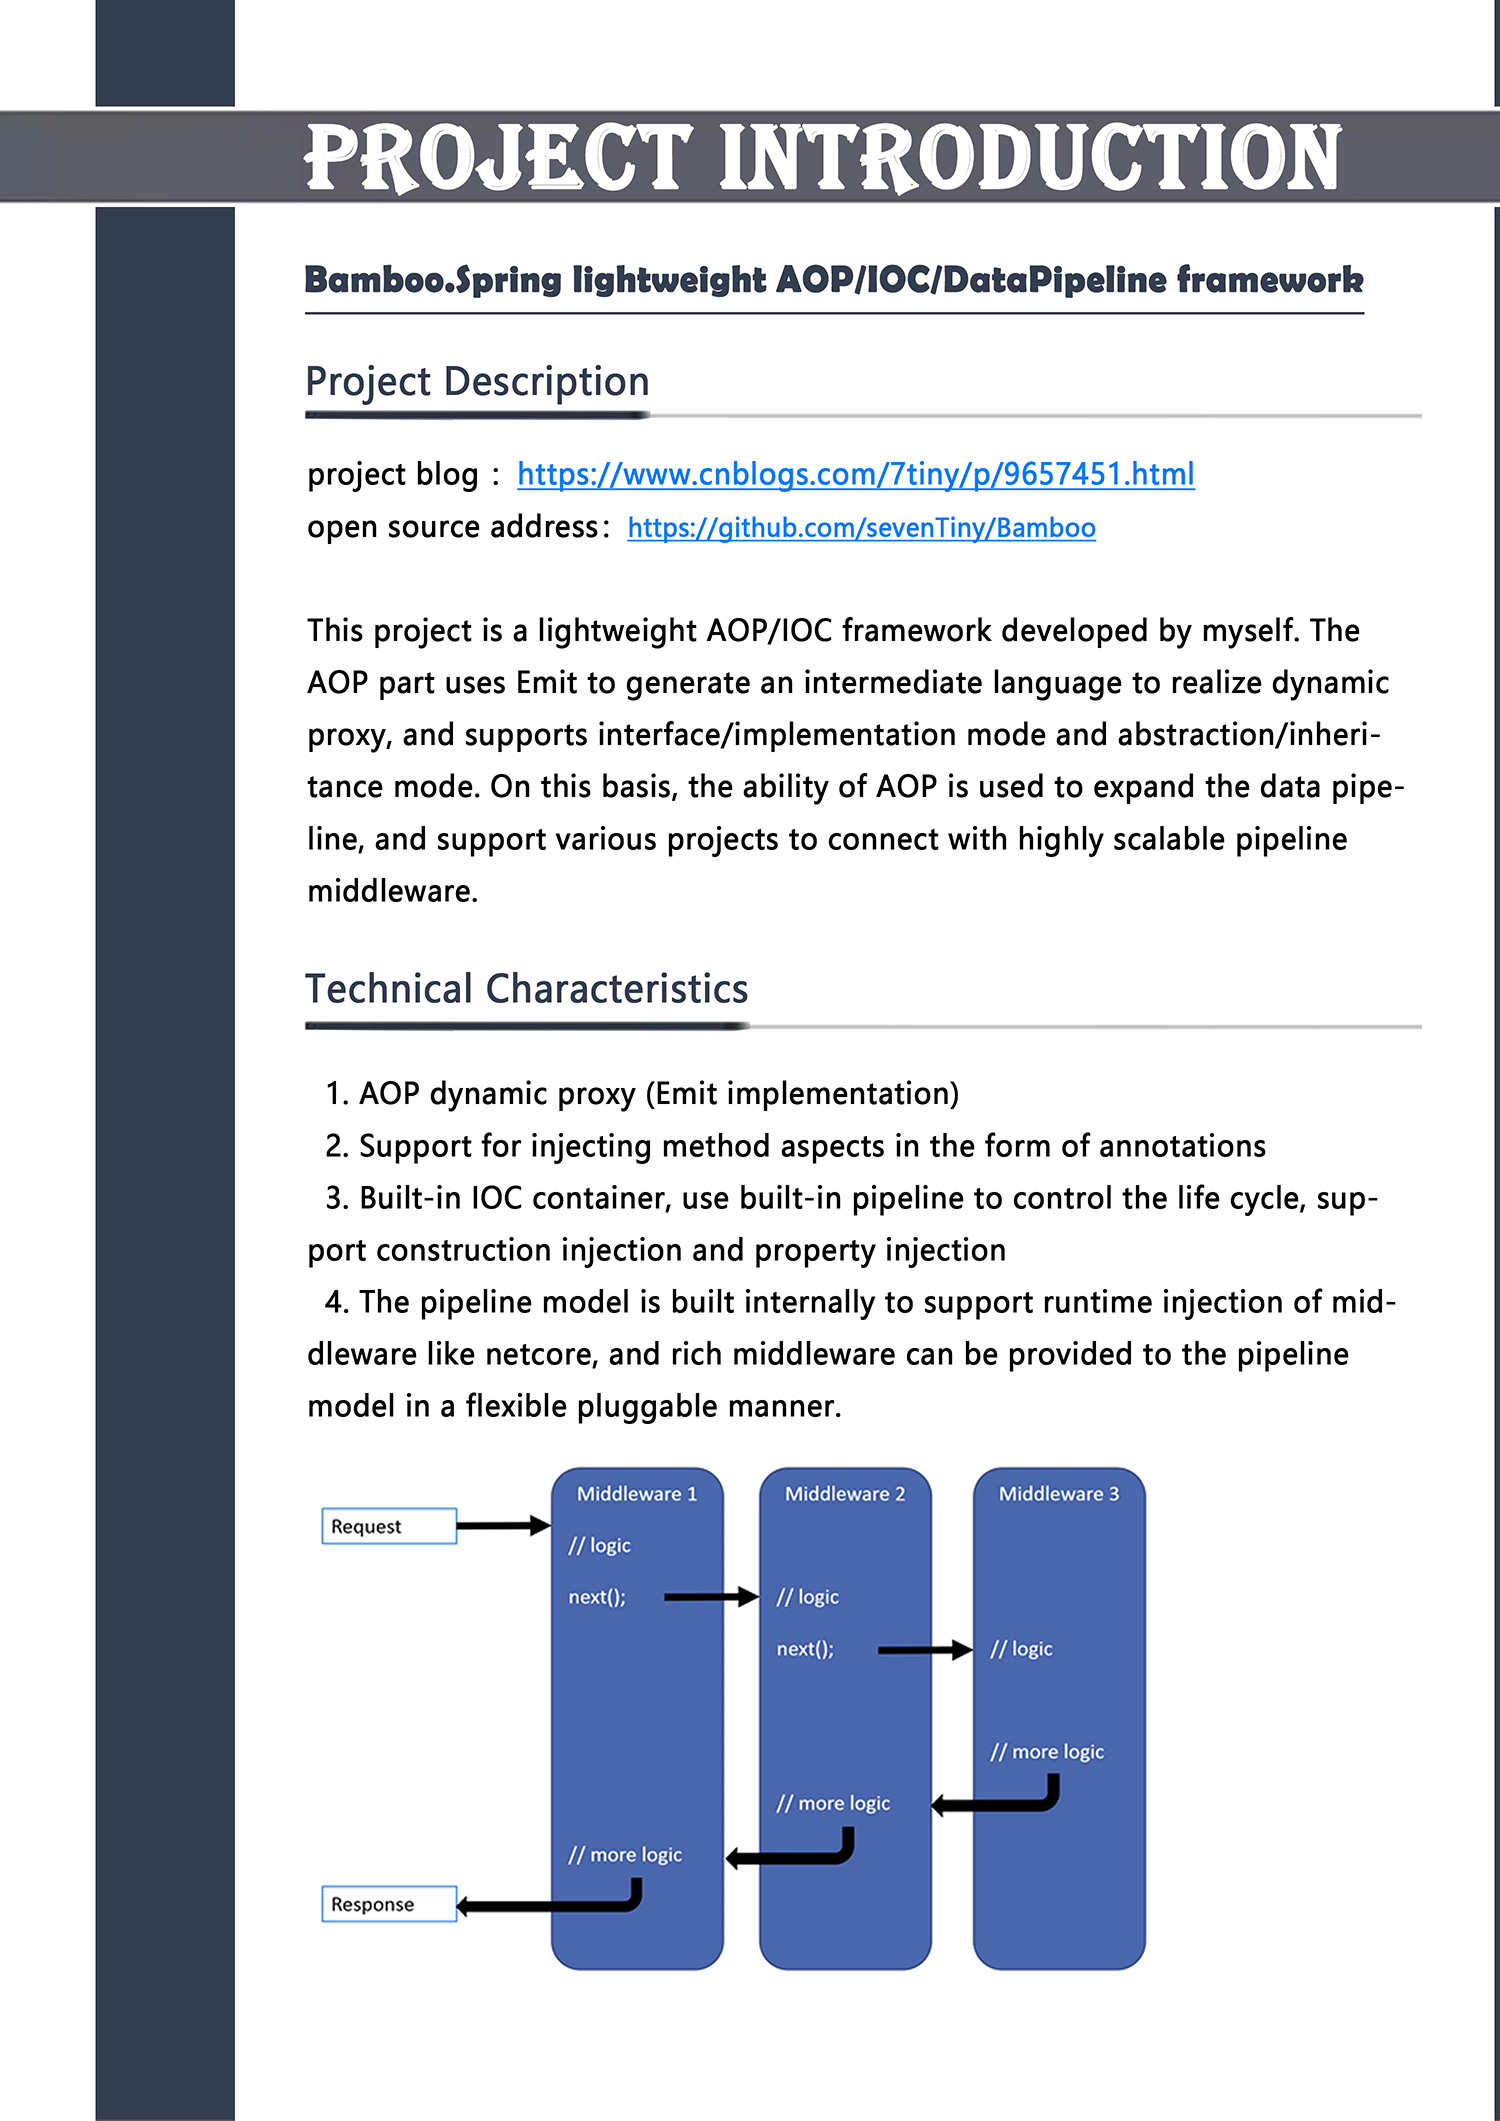 PROJECT INTRODUCTION
Bamboo.Spring lightweight AOP/IOC/DataPipeline framework
Project Description
project blog： https://www.cnblogs.com/7tiny/p/9657451.html
open source address： https://github.com/sevenTiny/Bamboo
This project is a lightweight AOP/IOC framework developed by myself. The
AOP part uses Emit to generate an intermediate language to realize dynamic
proxy, and supports interface/implementation mode and abstraction/inheri-
tance mode. On this basis, the ability of AOP is used to expand the data pipe-
line, and support various projects to connect with highly scalable pipeline
middleware.
Technical Characteristics
1. AOP dynamic proxy (Emit implementation)
2. Support for injecting method aspects in the form of annotations
3. Built-in IOC container, use built-in pipeline to control the life cycle, sup-
port construction injection and property injection
4. The pipeline model is built internally to support runtime injection of mid-
dleware like netcore, and rich middleware can be provided to the pipeline
model in a flexible pluggable manner.
Request
Middleware 1
// logic
next();
// more logic
Middleware 2
// logic
next();
// more logic
Middleware 3
// logic
// more logic
Response